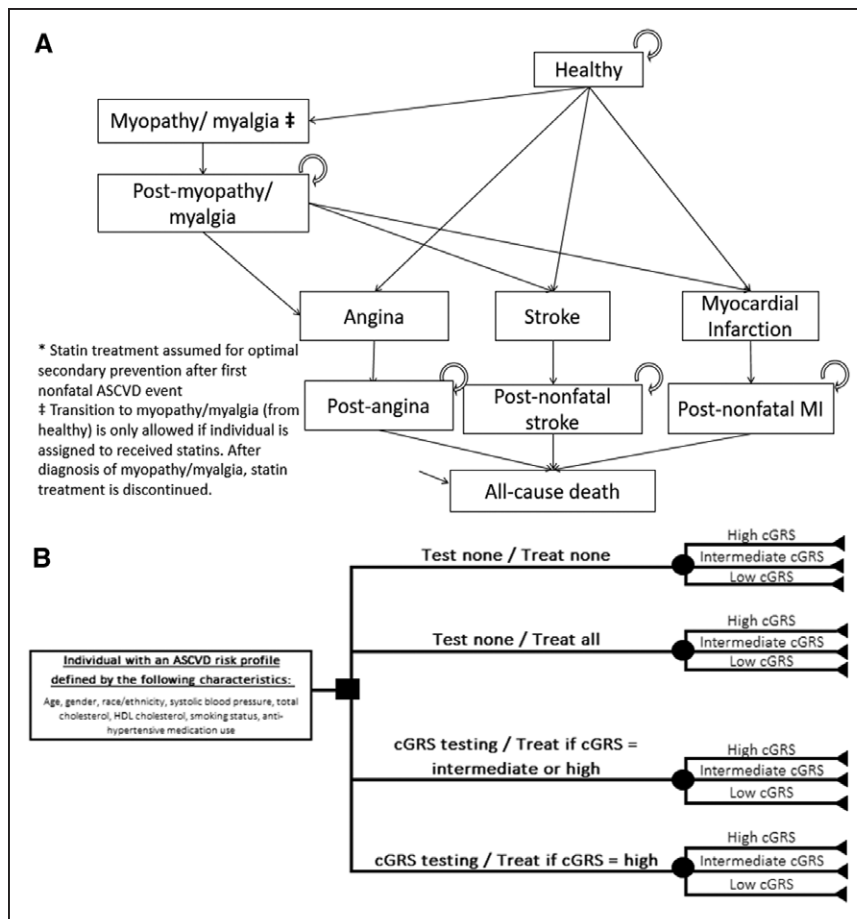 A
Healthy
Myopathy/ myalgia ‡
Post-myopathy/
myalgia
Angina
Stroke
Myocardial
Infarction
* Statin treatment assumed for optimal
secondary prevention after first
nonfatal ASCVD event
‡ Transition to myopathy/myalgia (from
healthy) is only allowed if individual is
assigned to received statins. After
diagnosis of myopathy/myalgia, statin
treatment is discontinued.
Post-angina
Post-nonfatal
stroke
Post-nonfatal MI
All-cause death
B
Test none / Treat none
High cGRS
Intermediate cGRS
Low cGRS
Test none / Treat all
High cGRS
Intermediate cGRS
Low cGRS
Individual with an ASCVD risk profile
defined by the following characteristics:
Age, gender, race/ethnicity, systolic blood pressure, total
cholesterol, HDL cholesterol, smoking status, anti-
hypertensive medication use
cGRS testing / Treat if cGRS =
intermediate or high
High cGRS
Intermediate cGRS
Low cGRS
cGRS testing / Treat if cGRS = high
High cGRS
Intermediate cGRS
Low cGRS